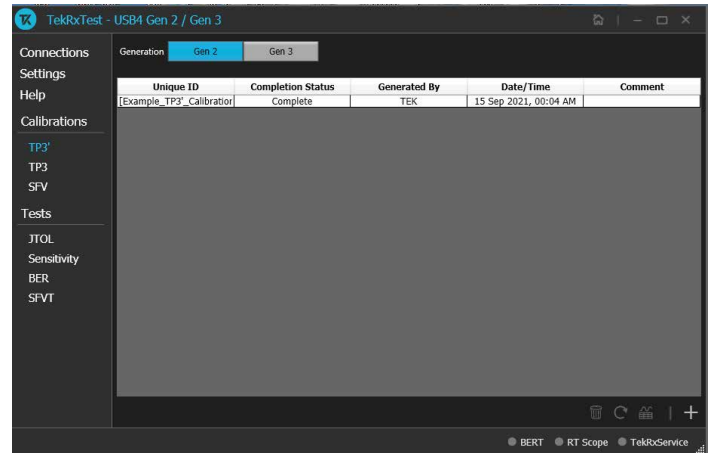 TekRxTest - USB4 Gen 2 / Gen 3
Connections
Settings
Help
Calibrations
TP3'
TP3
SFV
Tests
JTOL
Sensitivity
BER
SFVT
Generation Gen 2 Gen 3
Unique ID Completion Status Generated By Date/Time Comment
[Example_TP3'_Calibration Complete TEK 15 Sep 2021, 00:04 AM
BERT RT Scope TekRxService